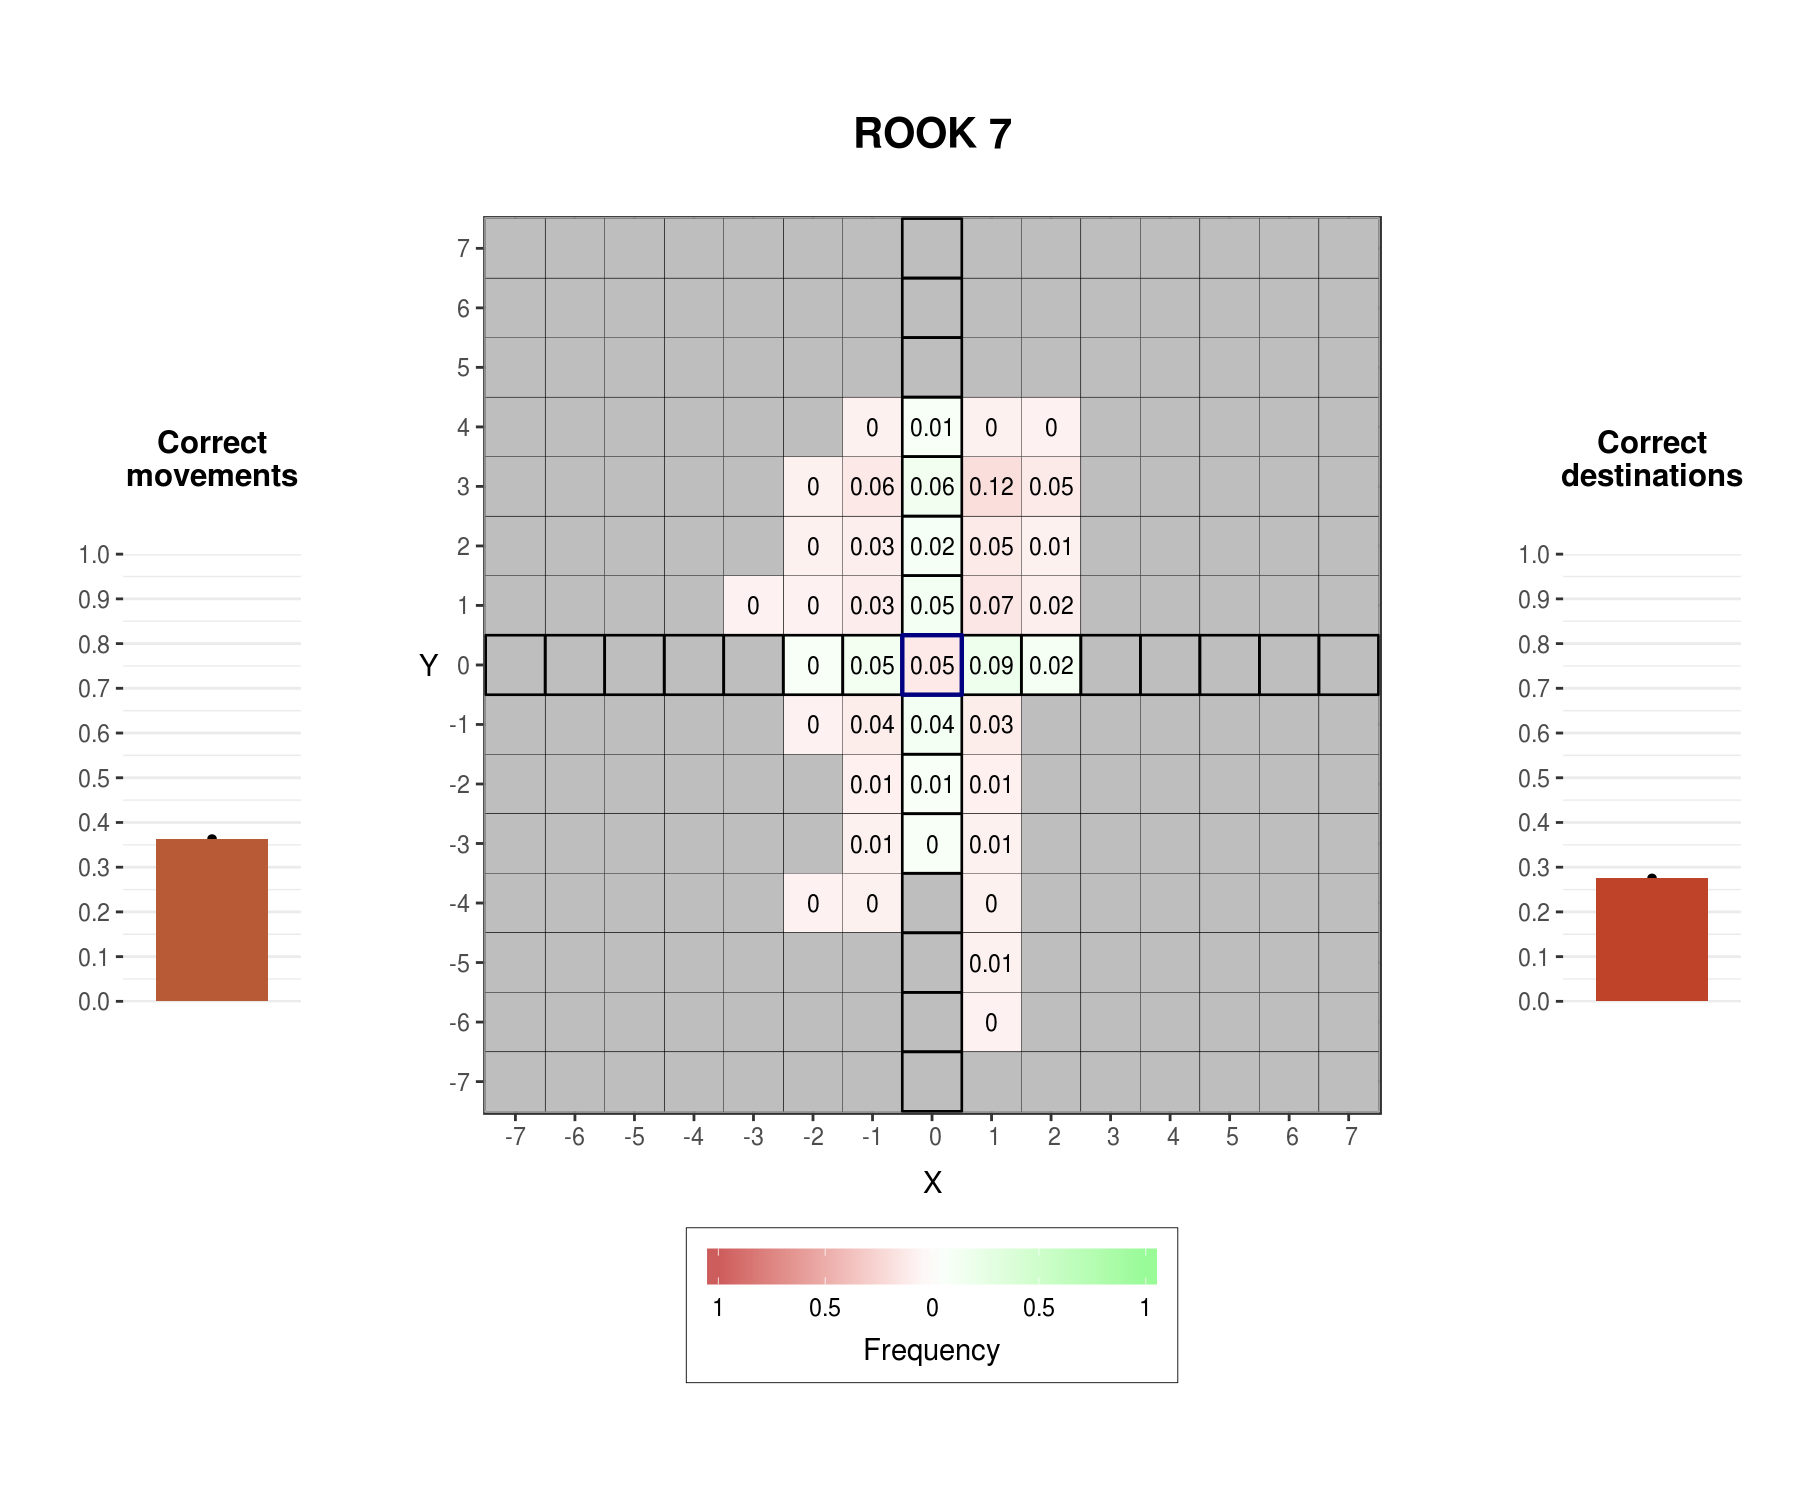 ROOK 7
Correct
movements
1.0
0.9
0.8
0.7
0.6
0.5
0.4
0.3
0.2
0.1
0.0
Y
7
6
5
4 0 0.01 0 0
3 0 0.06 0.06 0.12 0.05
2 0 0.03 0.02 0.05 0.01
1 0 0 0.03 0.05 0.07 0.02
0 0 0.05 0.05 0.09 0.02
-1 0 0.04 0.04 0.03
-2 0.01 0.01 0.01
-3 0.01 0 0.01
-4 0 0 0
-5 0.01
-6 0
-7
-7 -6 -5 -4 -3 -2 -1 0 1 2 3 4 5 6 7
X
1 0.5 0 0.5 1
Frequency
Correct
destinations
1.0
0.9
0.8
0.7
0.6
0.5
0.4
0.3
0.2
0.1
0.0